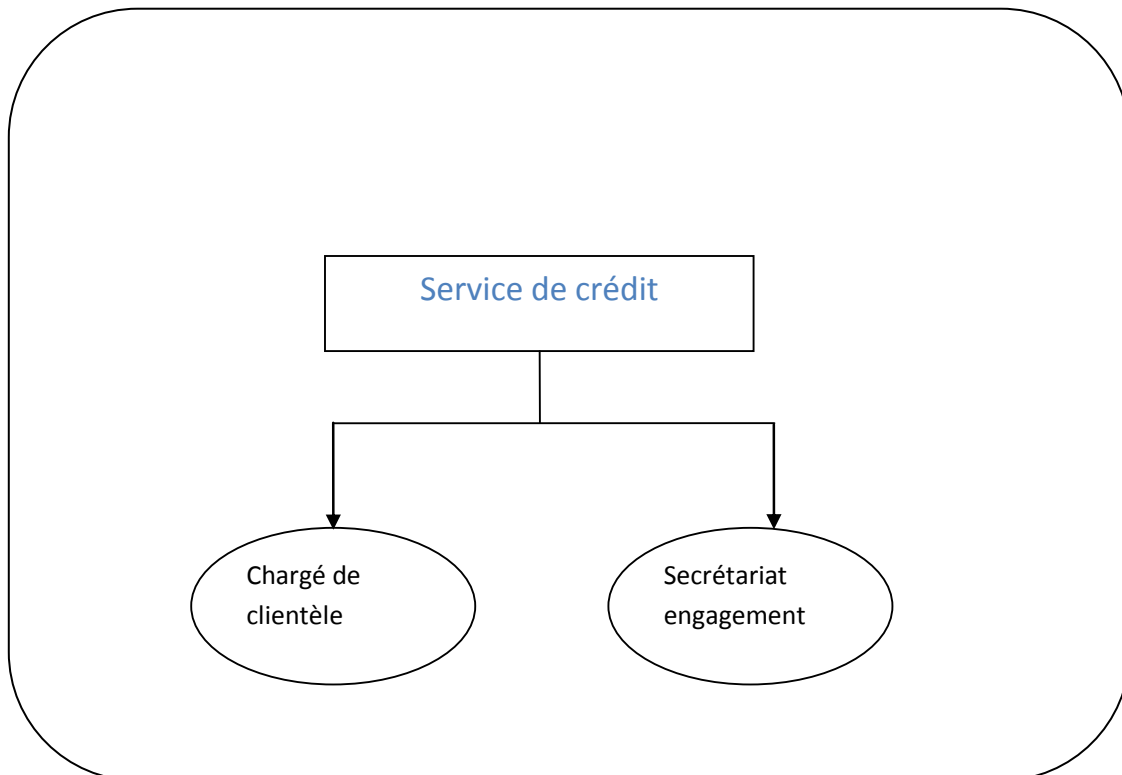 Service de crédit
Chargé de
clientèle
Secrétariat
engagement